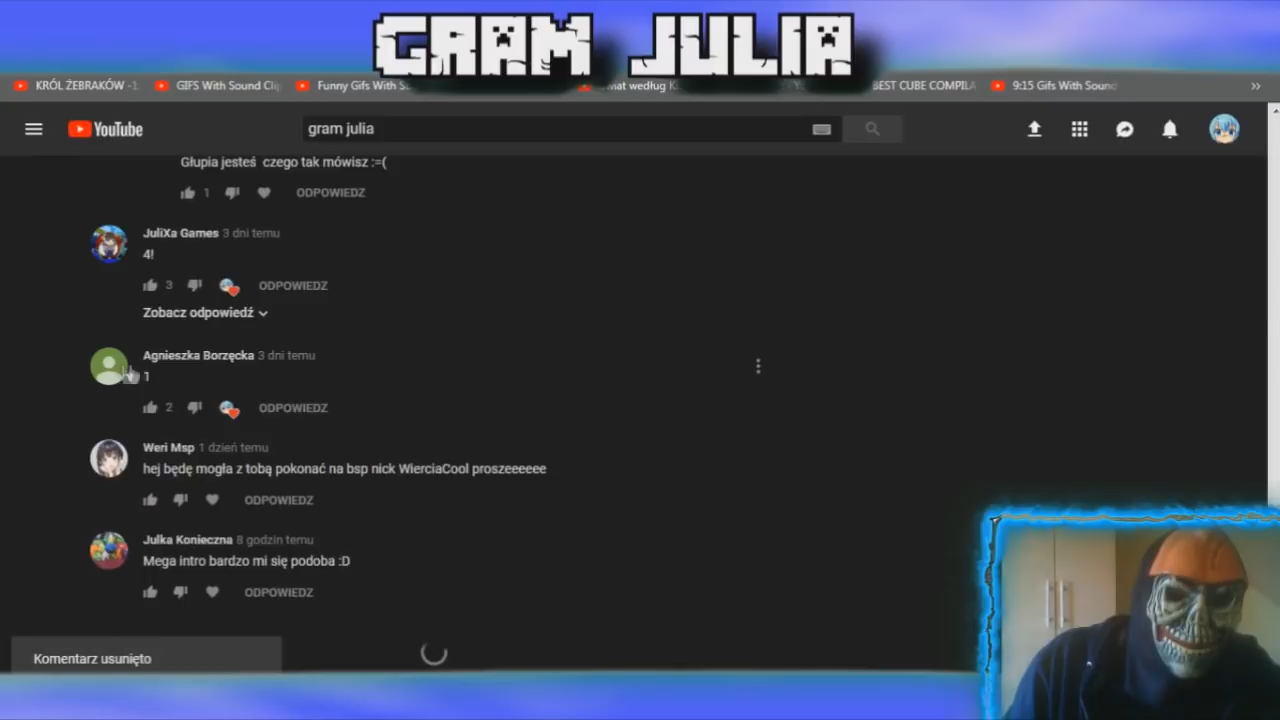 GRAM JULIA
KRÓL ŻEBRAKÓW -1
GIFS With Sound Cli
Funny Gifs With S
mat według K
BEST CUBE COMPILA
9:15 Gifs With Sound
YouTube
gram julia
Głupia jesteś czego tak mówisz :=(
1 ODPOWIEDZ
JuliXa Games 3 dni temu
4!
3 ODPOWIEDZ
Zobacz odpowiedź
Agnieszka Borzęcka 3 dni temu
1
2 ODPOWIEDZ
Weri Msp 1 dzień temu
hej będę mogła z tobą pokonać na bsp nick WierciaCool proszeeeeee
ODPOWIEDZ
Julka Konieczna 8 godzin temu
Mega intro bardzo mi się podoba :D
ODPOWIEDZ
Komentarz usunięto